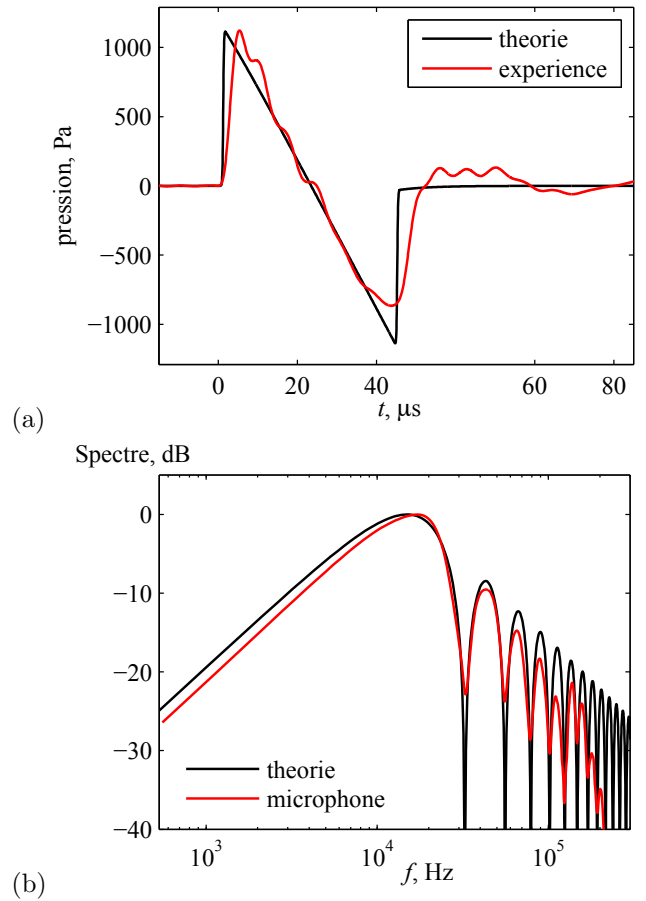 1000
500
0
−500
−1000
pression, Pa
theorie
experience
0 20 40 60 80
t, μs
(a)
Spectre, dB
0
−10
−20
−30
−40
theorie
microphone
10³ 10⁴ 10⁵
f, Hz
(b)